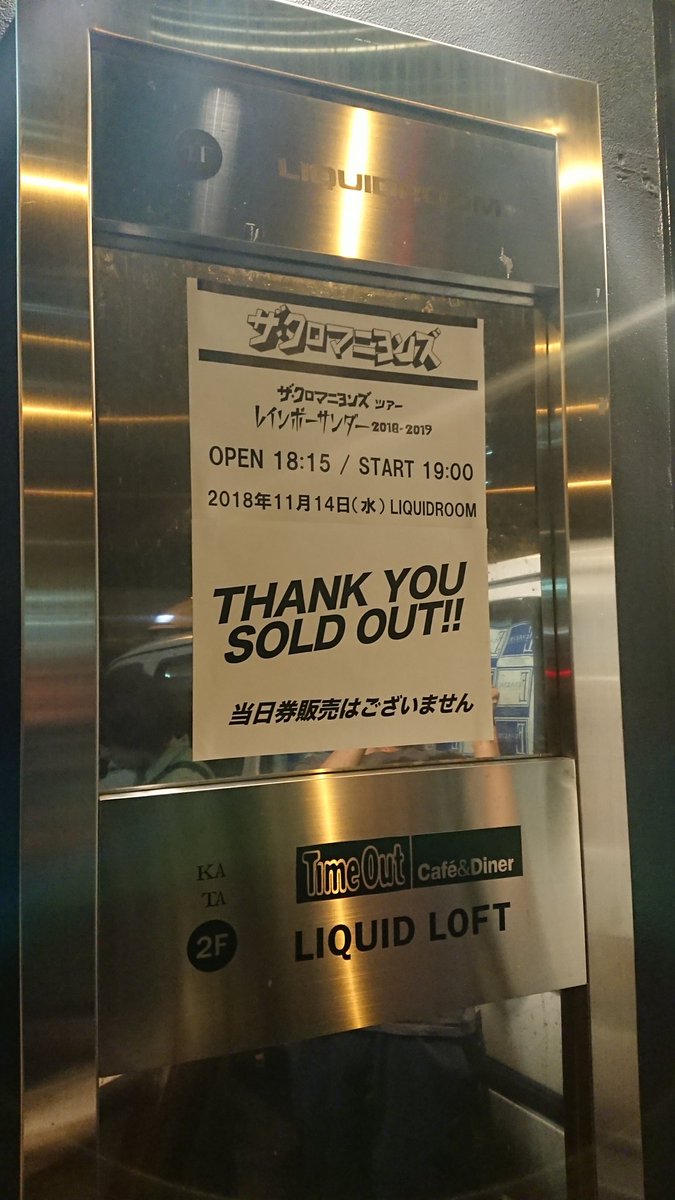 LIQUIDROOM
ザ・クロマニヨンズ
ザ・クロマニヨンズ ツアー
レインボーサンダー 2018-2019
OPEN 18:15 / START 19:00
2018年11月14日(水) LIQUIDROOM
THANK YOU
SOLD OUT!!
当日券販売はございません
KA
TA
Time Out Café&Diner
2F
LIQUID LOFT